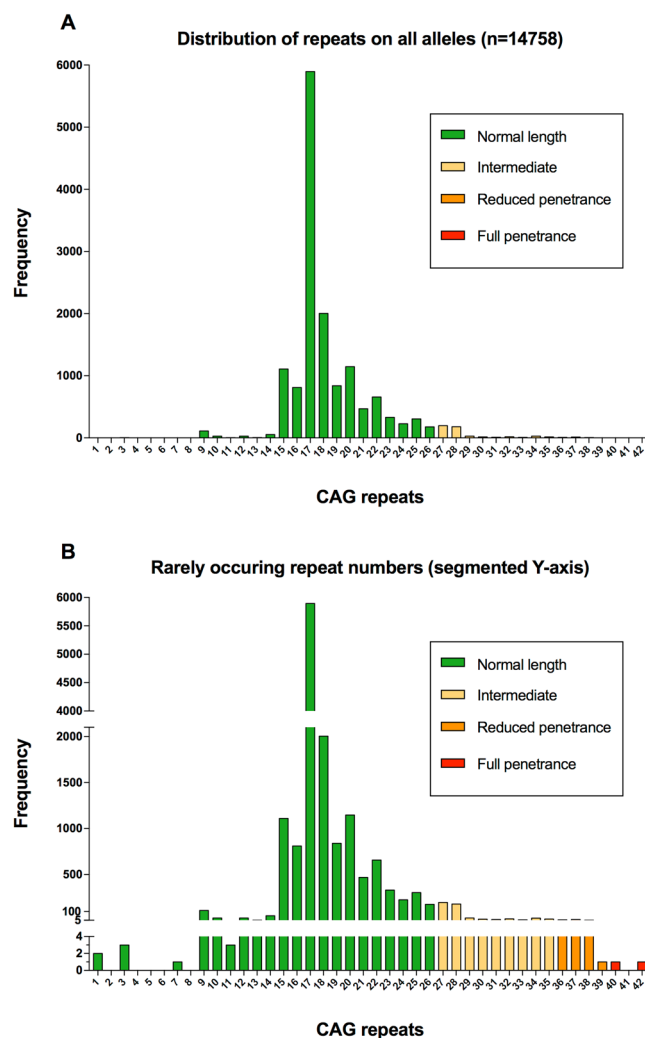 A
Distribution of repeats on all alleles (n=14758)
6000
5000
4000
3000
2000
1000
0
Frequency
Normal length
Intermediate
Reduced penetrance
Full penetrance
1 2 3 4 5 6 7 8 9 10 11 12 13 14 15 16 17 18 19 20 21 22 23 24 25 26 27 28 29 30 31 32 33 34 35 36 37 38 39 40 41 42
CAG repeats
B
Rarely occuring repeat numbers (segmented Y-axis)
6000
5500
5000
4500
4000
2000
1500
1000
500
100
5
4
2
0
Frequency
Normal length
Intermediate
Reduced penetrance
Full penetrance
1 2 3 4 5 6 7 8 9 10 11 12 13 14 15 16 17 18 19 20 21 22 23 24 25 26 27 28 29 30 31 32 33 34 35 36 37 38 39 40 41 42
CAG repeats